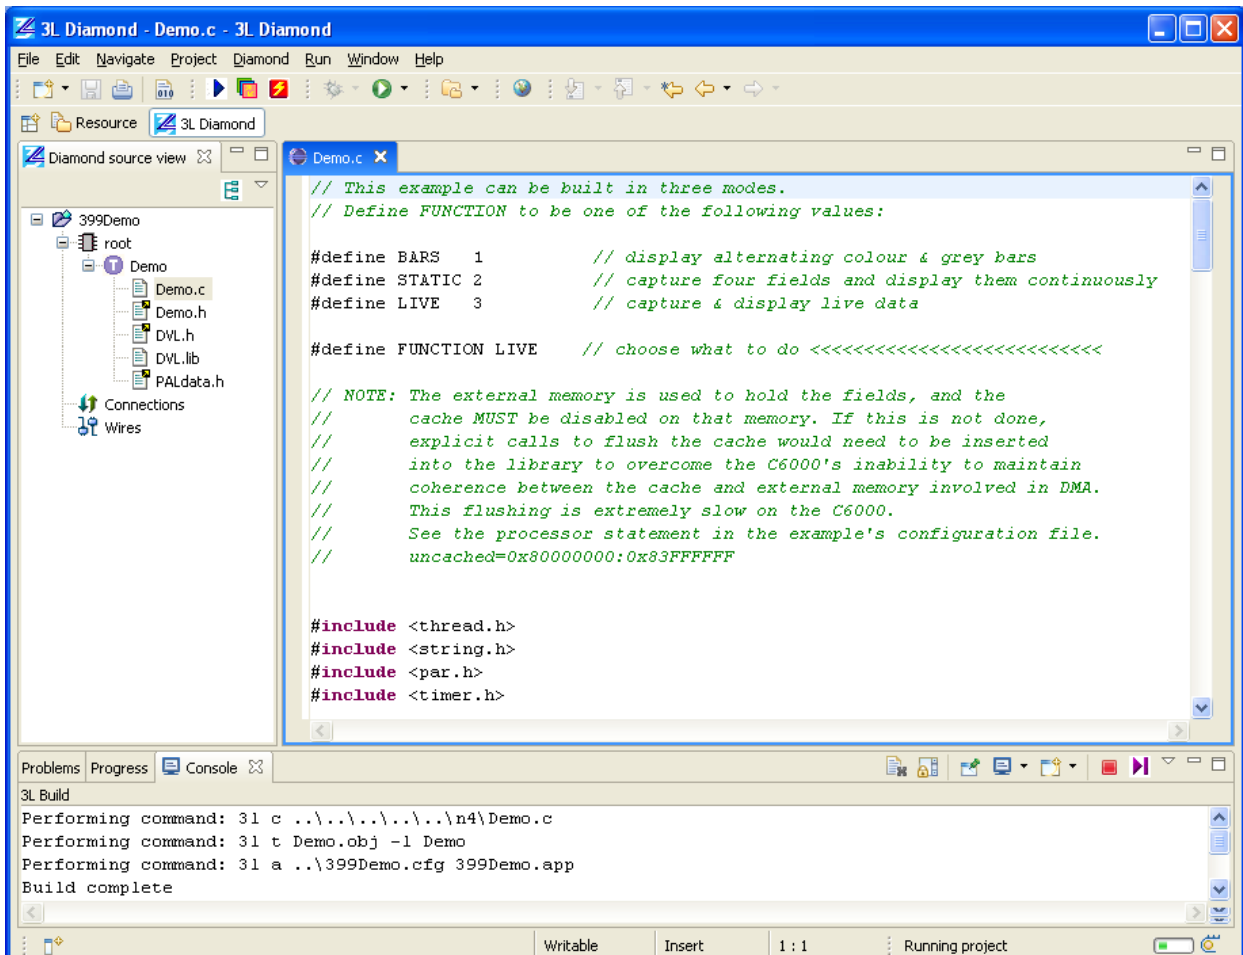 3L Diamond - Demo.c - 3L Diamond
File Edit Navigate Project Diamond Run Window Help
Resource 3L Diamond
Diamond source view
Demo.c
399Demo
root
Demo
Demo.c
Demo.h
DVL.h
DVL.lib
PALdata.h
Connections
Wires
// This example can be built in three modes.
// Define FUNCTION to be one of the following values:
#define BARS 1 // display alternating colour & grey bars
#define STATIC 2 // capture four fields and display them continuously
#define LIVE 3 // capture & display live data
#define FUNCTION LIVE // choose what to do <<<<<<<<<<<<<<<<<<<<<<<<<<<
// NOTE: The external memory is used to hold the fields, and the
// cache MUST be disabled on that memory. If this is not done,
// explicit calls to flush the cache would need to be inserted
// into the library to overcome the C6000's inability to maintain
// coherence between the cache and external memory involved in DMA.
// This flushing is extremely slow on the C6000.
// See the processor statement in the example's configuration file.
// uncached=0x80000000:0x83FFFFFF
#include <thread.h>
#include <string.h>
#include <par.h>
#include <timer.h>
Problems Progress Console
3L Build
Performing command: 3l c ..\..\..\..\..\n4\Demo.c
Performing command: 3l t Demo.obj -l Demo
Performing command: 3l a ..\399Demo.cfg 399Demo.app
Build complete
Writable Insert 1 : 1 Running project